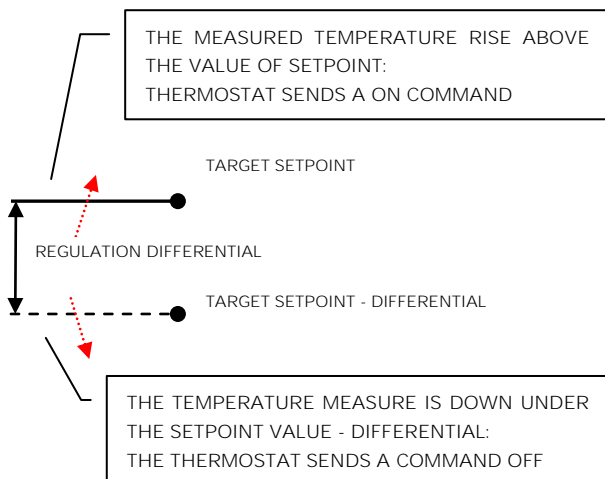 THE MEASURED TEMPERATURE RISE ABOVE
THE VALUE OF SETPOINT:
THERMOSTAT SENDS A ON COMMAND
TARGET SETPOINT
REGULATION DIFFERENTIAL
TARGET SETPOINT - DIFFERENTIAL
THE TEMPERATURE MEASURE IS DOWN UNDER
THE SETPOINT VALUE - DIFFERENTIAL:
THE THERMOSTAT SENDS A COMMAND OFF